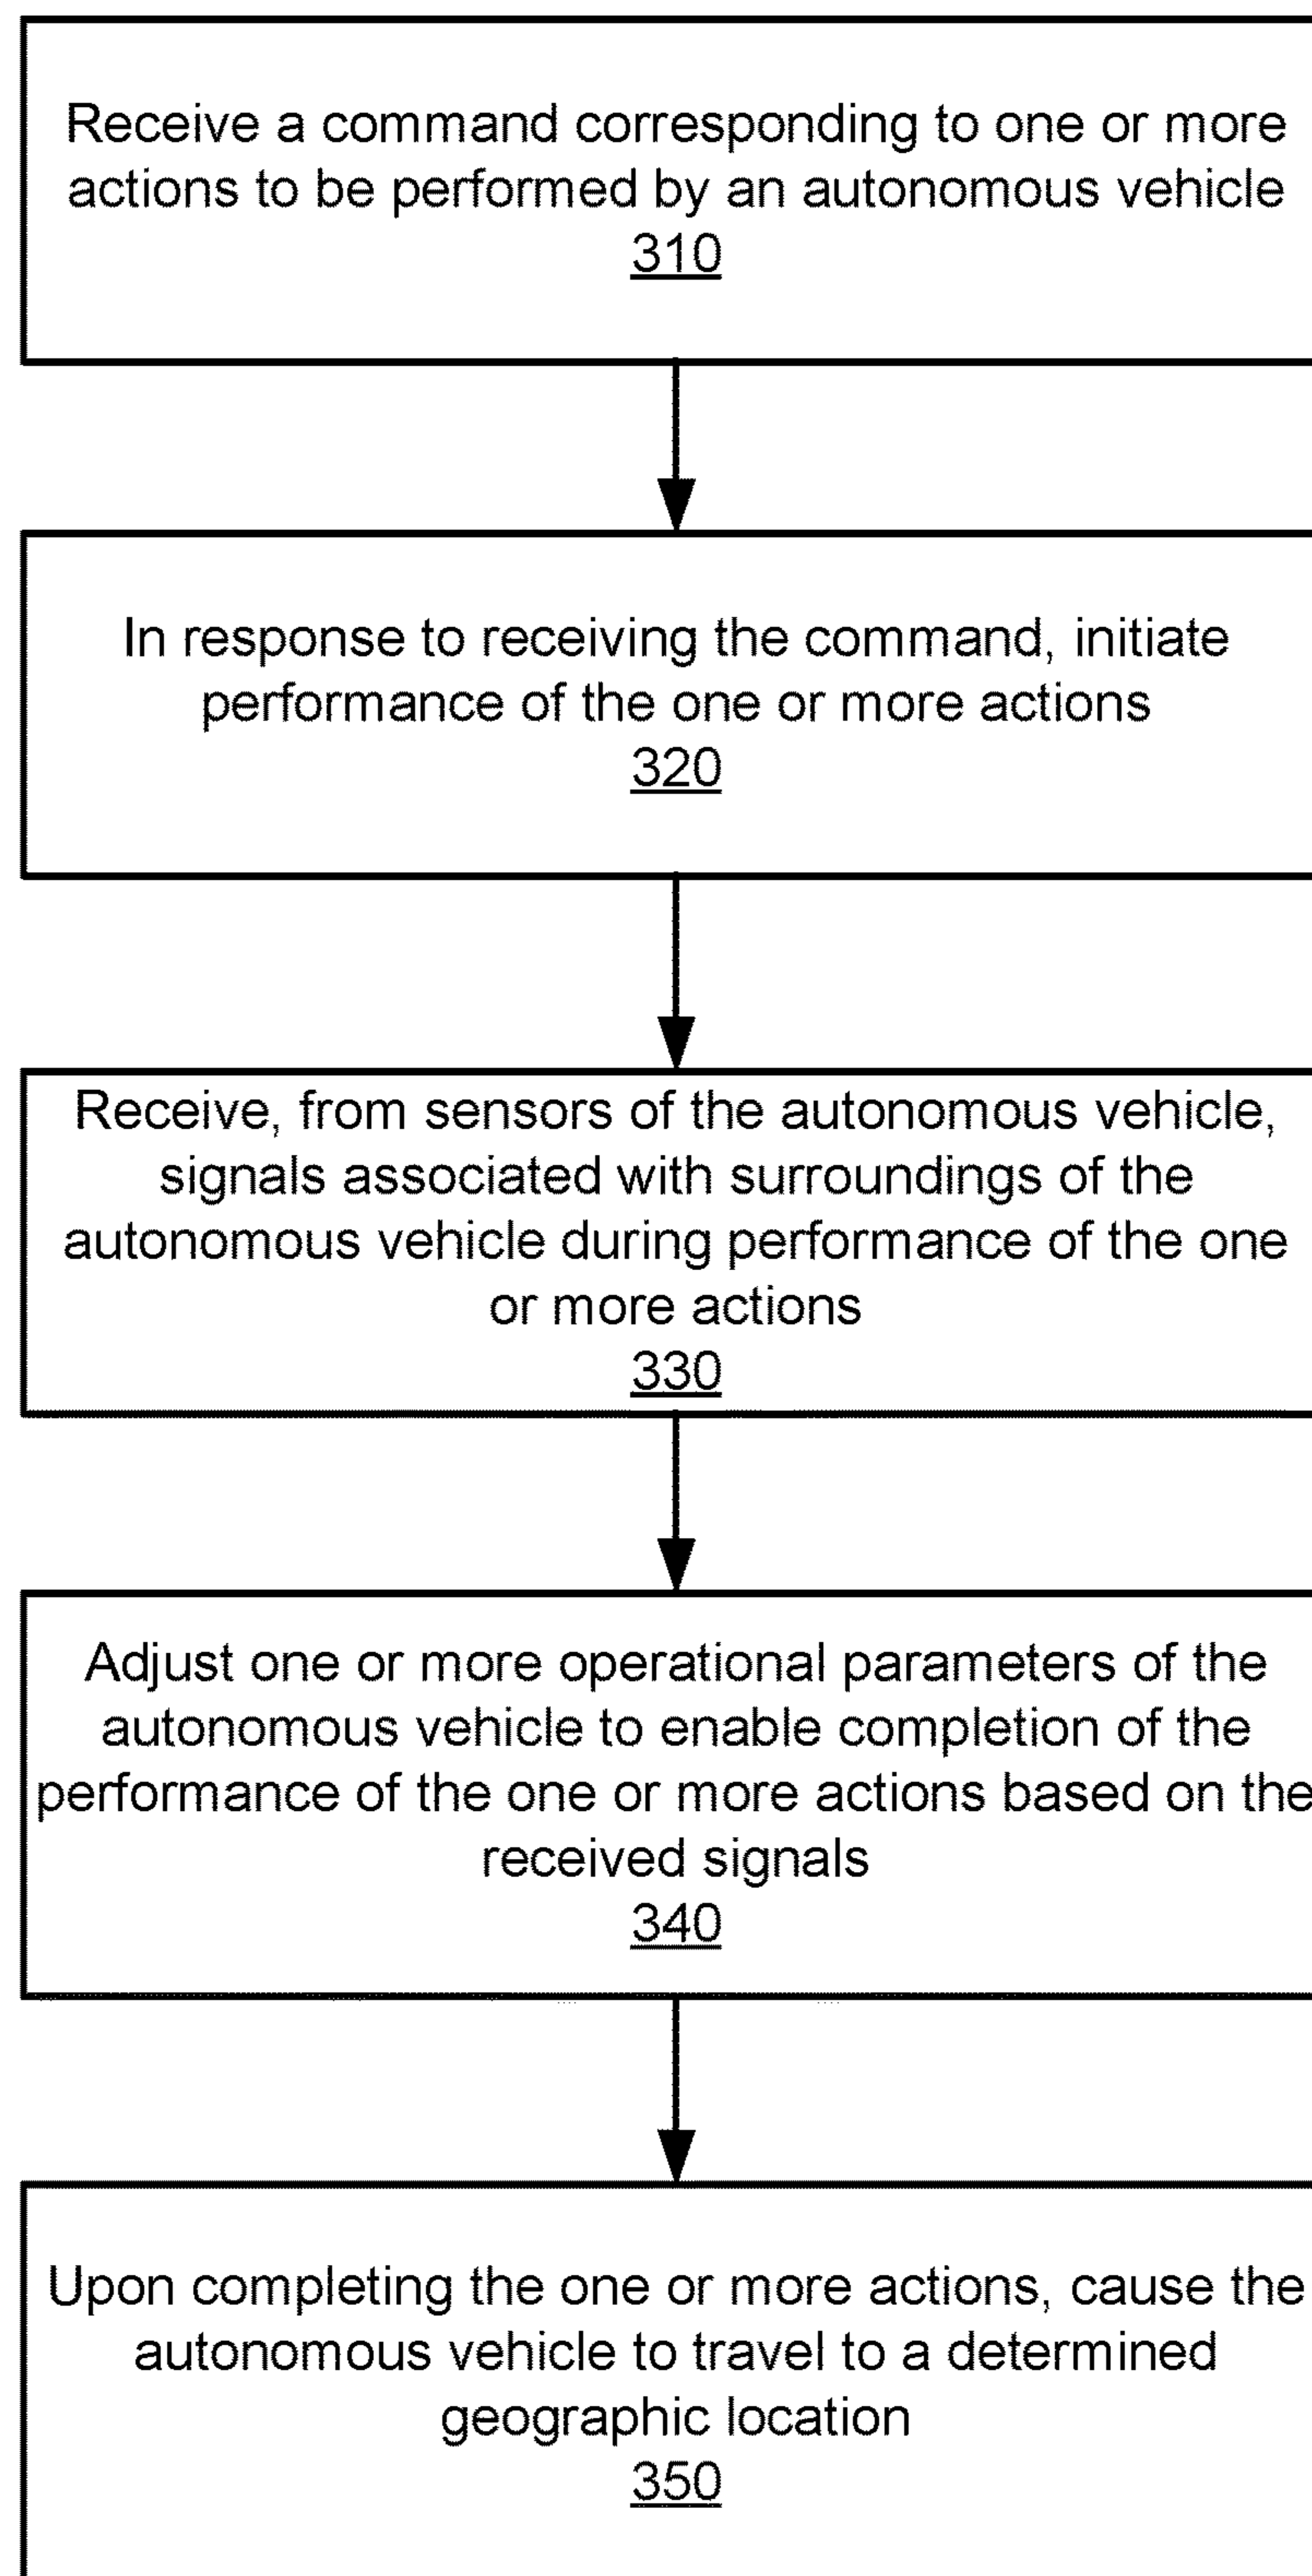 Receive a command corresponding to one or more
actions to be performed by an autonomous vehicle
310
In response to receiving the command, initiate
performance of the one or more actions
320
Receive, from sensors of the autonomous vehicle,
signals associated with surroundings of the
autonomous vehicle during performance of the one
or more actions
330
Adjust one or more operational parameters of the
autonomous vehicle to enable completion of the
performance of the one or more actions based on the
received signals
340
Upon completing the one or more actions, cause the
autonomous vehicle to travel to a determined
geographic location
350